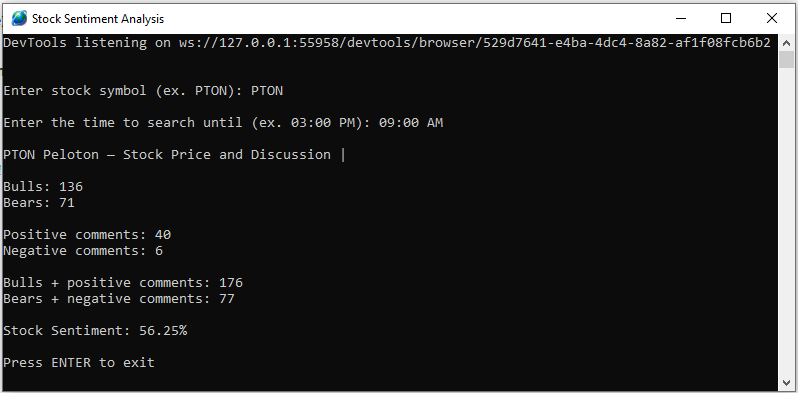 Stock Sentiment Analysis
DevTools listening on ws://127.0.0.1:55958/devtools/browser/529d7641-e4ba-4dc4-8a82-af1f08fcb6b2
Enter stock symbol (ex. PTON): PTON
Enter the time to search until (ex. 03:00 PM): 09:00 AM
PTON Peloton — Stock Price and Discussion |
Bulls: 136
Bears: 71
Positive comments: 40
Negative comments: 6
Bulls + positive comments: 176
Bears + negative comments: 77
Stock Sentiment: 56.25%
Press ENTER to exit